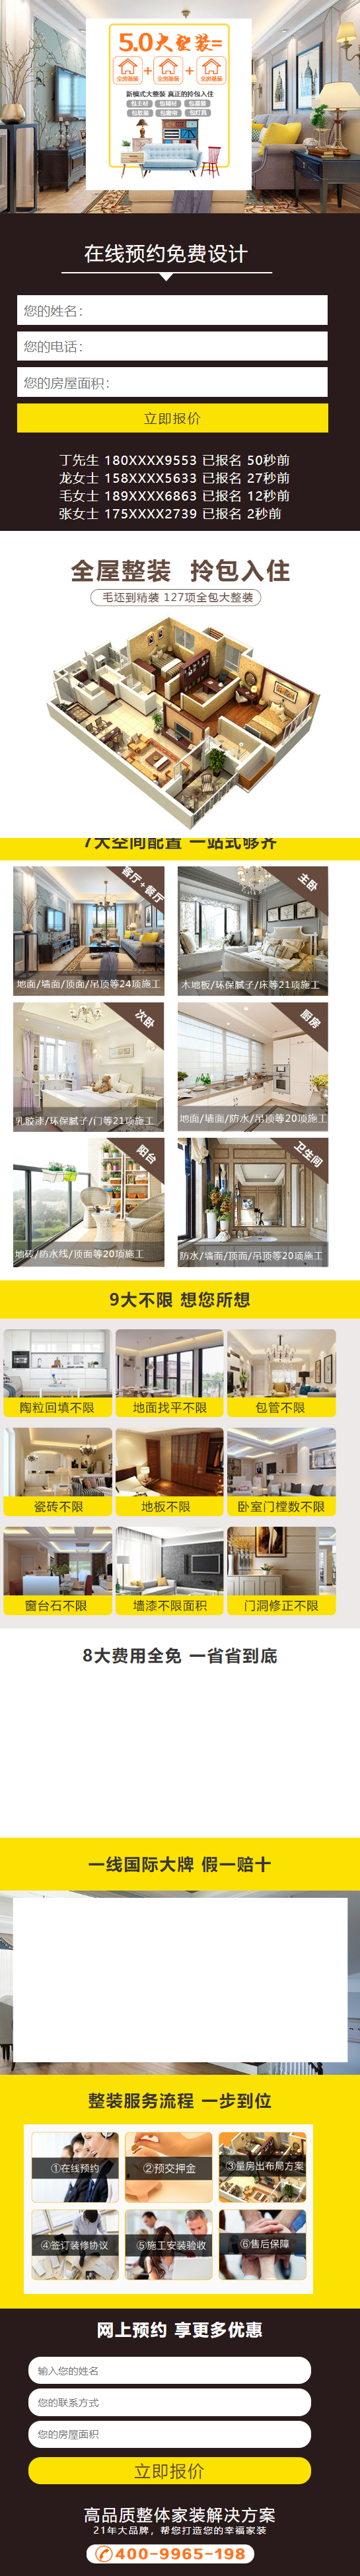 5.0大整装=
全房基装+全房基装+全房基装
新模式大整装 真正的拎包入住
包主材 包辅材 包基装
包软装 包窗帘 包灯具
在线预约免费设计
您的姓名:
您的电话:
您的房屋面积:
立即报价
丁先生 180XXXX9553 已报名 50秒前
龙女士 158XXXX5633 已报名 27秒前
毛女士 189XXXX6863 已报名 12秒前
张女士 175XXXX2739 已报名 2秒前
全屋整装 拎包入住
毛坯到精装 127项全包大整装
7大空间配置 一站式够齐
客厅+餐厅
地面/墙面/顶面/吊顶等24项施工
主卧
木地板/环保腻子/床等21项施工
次卧
乳胶漆/环保腻子/门等21项施工
厨房
地面/墙面/防水/吊顶等20项施工
阳台
地砖/防水线/顶面等20项施工
卫生间
防水/墙面/顶面/吊顶等20项施工
9大不限 想您所想
陶粒回填不限
地面找平不限
包管不限
瓷砖不限
地板不限
卧室门樘数不限
窗台石不限
墙漆不限面积
门洞修正不限
8大费用全免 一省省到底
一线国际大牌 假一赔十
整装服务流程 一步到位
①在线预约
②预交押金
③量房出布局方案
④签订装修协议
⑤施工安装验收
⑥售后保障
网上预约 享更多优惠
输入您的姓名
您的联系方式
您的房屋面积
立即报价
高品质整体家装解决方案
21年大品牌，帮您打造您的幸福家装
400-9965-198